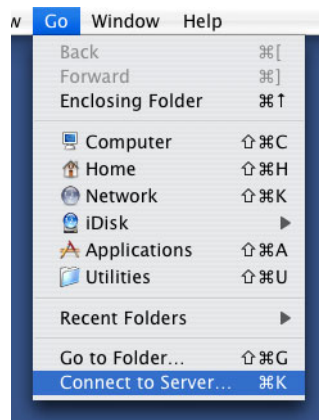 w Go Window Help
Back ⌘[
Forward ⌘]
Enclosing Folder ⌘↑
Computer ⇧⌘C
Home ⇧⌘H
Network ⇧⌘K
iDisk ▶
Applications ⇧⌘A
Utilities ⇧⌘U
Recent Folders ▶
Go to Folder... ⇧⌘G
Connect to Server... ⌘K